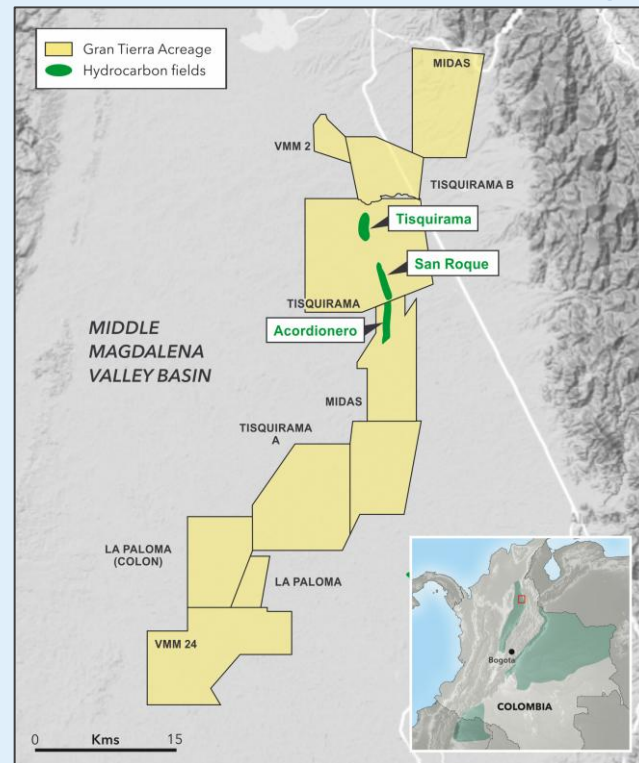 Gran Tierra Acreage
Hydrocarbon fields
MIDAS
VMM 2
TISQUIRAMA B
Tisquirama
San Roque
TISQUIRAMA
Acordionero
MIDDLE
MAGDALENA
VALLEY BASIN
MIDAS
TISQUIRAMA
A
LA PALOMA
(COLON)
LA PALOMA
VMM 24
Bogota
COLOMBIA
0 Kms 15